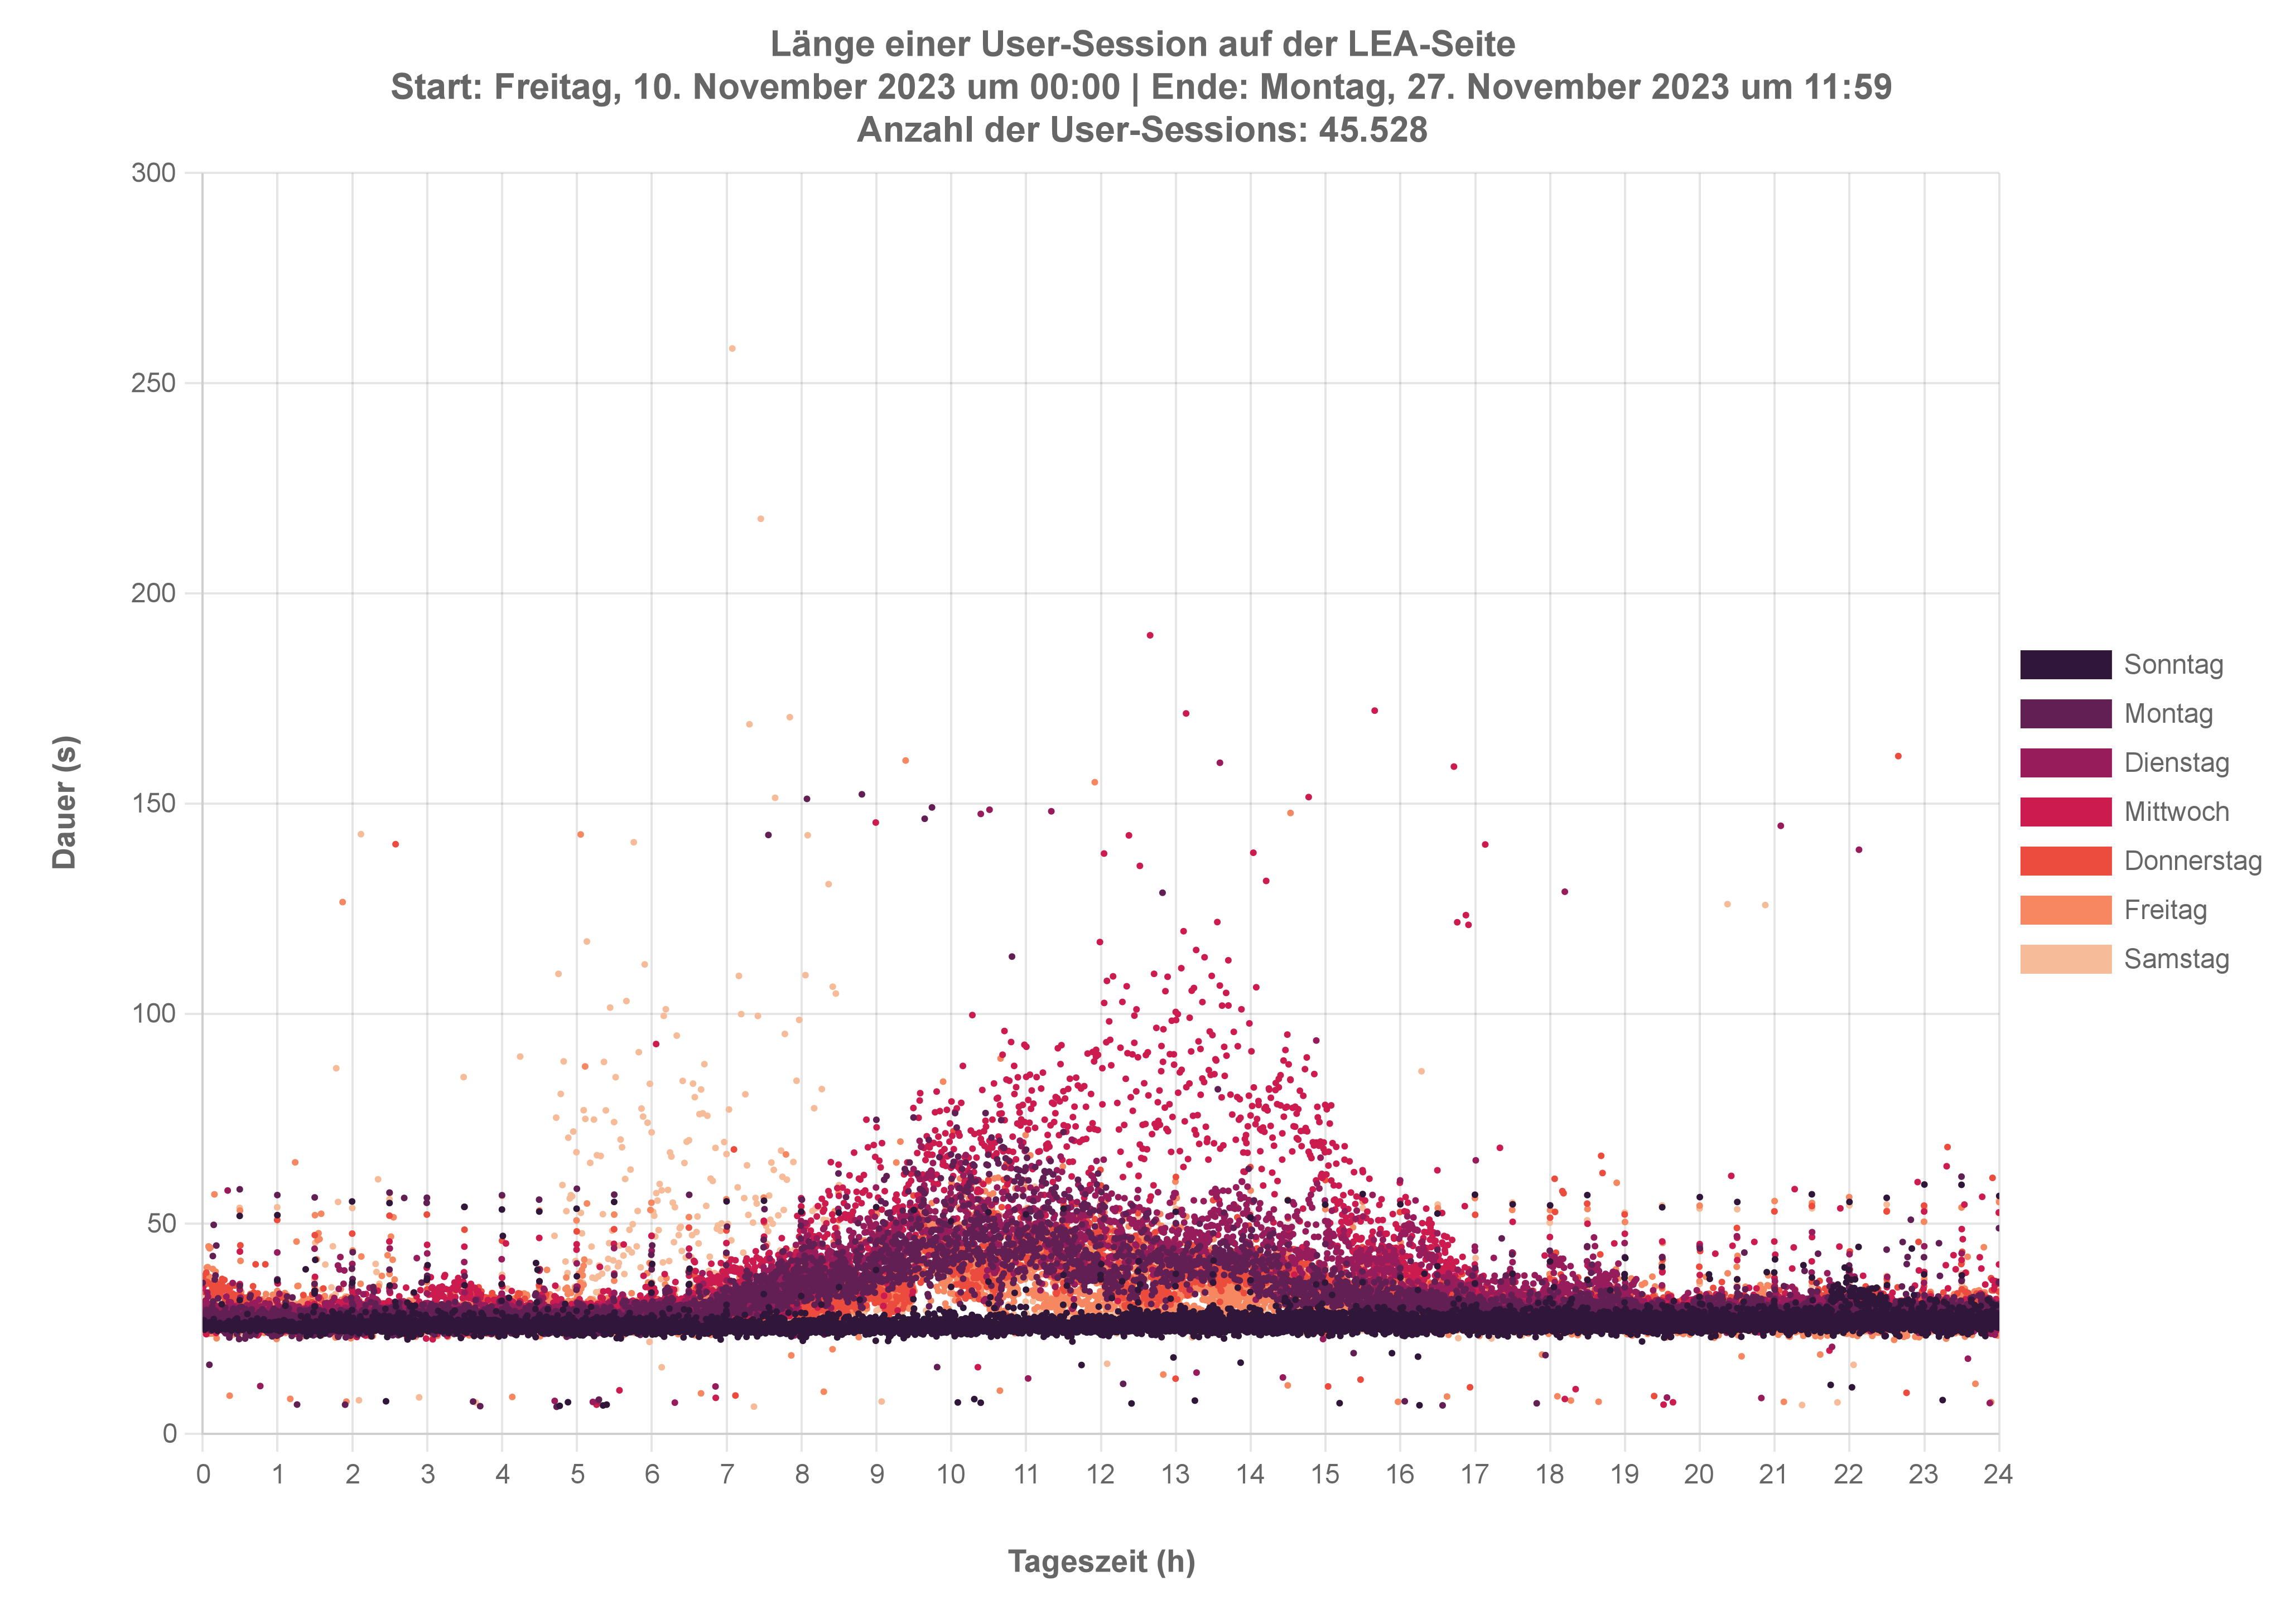 Länge einer User-Session auf der LEA-Seite
Start: Freitag, 10. November 2023 um 00:00 | Ende: Montag, 27. November 2023 um 11:59
Anzahl der User-Sessions: 45.528
300
250
200
150
100
50
0
Dauer (s)
0 1 2 3 4 5 6 7 8 9 10 11 12 13 14 15 16 17 18 19 20 21 22 23 24
Tageszeit (h)
Sonntag
Montag
Dienstag
Mittwoch
Donnerstag
Freitag
Samstag